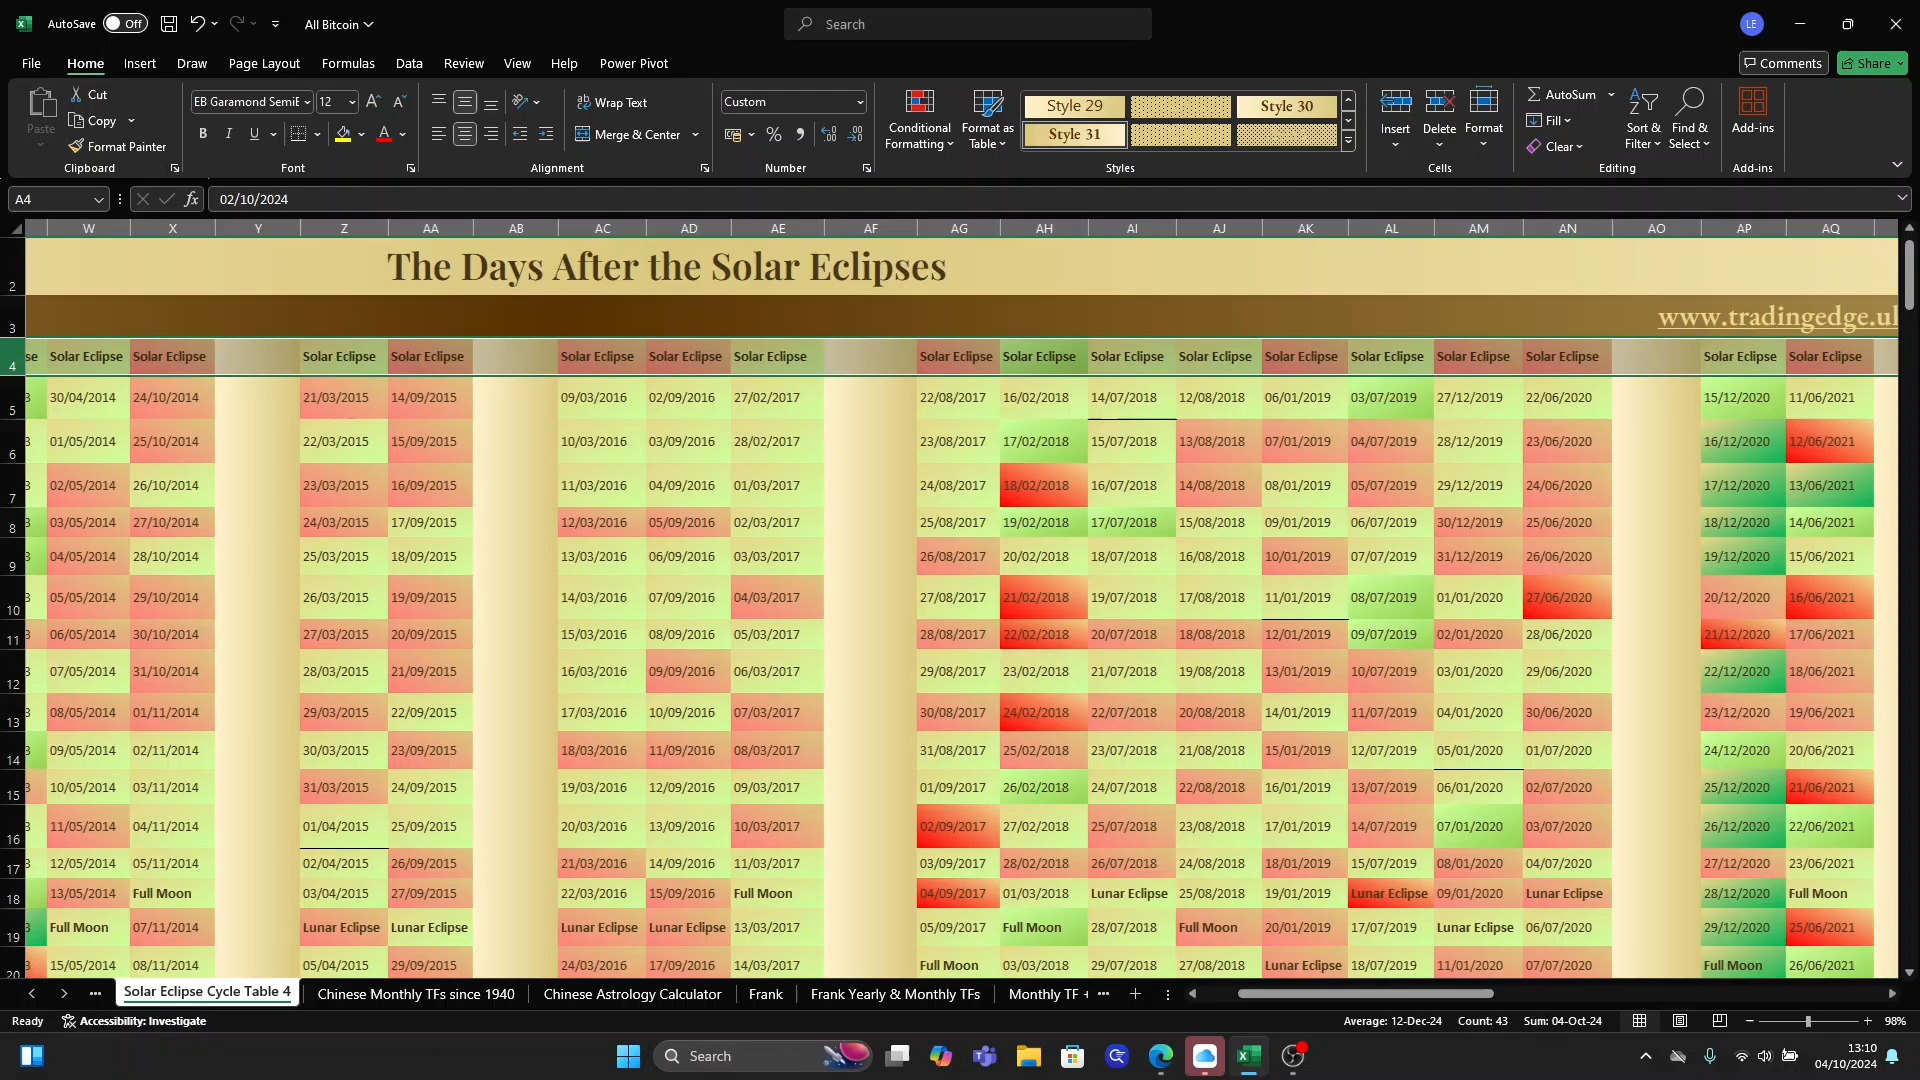 AutoSave Off All Bitcoin Search LE
File Home Insert Draw Page Layout Formulas Data Review View Help Power Pivot Comments Share
Paste Cut Copy Format Painter Clipboard
EB Garamond SemiE 12 B I U Font
Wrap Text Merge & Center Alignment
Custom % Number
Conditional Formatting Format as Table Style 29 Style 30 Style 31 Styles
Insert Delete Format Cells
AutoSum Fill Clear Sort & Filter Find & Select Editing
Add-ins Add-ins
A4 fx 02/10/2024
W X Y Z AA AB AC AD AE AF AG AH AI AJ AK AL AM AN AO AP AQ
2 The Days After the Solar Eclipses
3 www.tradingedge.uk
4 se Solar Eclipse Solar Eclipse Solar Eclipse Solar Eclipse Solar Eclipse Solar Eclipse Solar Eclipse Solar Eclipse Solar Eclipse Solar Eclipse Solar Eclipse Solar Eclipse Solar Eclipse Solar Eclipse Solar Eclipse Solar Eclipse Solar Eclipse
5 3 30/04/2014 24/10/2014 21/03/2015 14/09/2015 09/03/2016 02/09/2016 27/02/2017 22/08/2017 16/02/2018 14/07/2018 12/08/2018 06/01/2019 03/07/2019 27/12/2019 22/06/2020 15/12/2020 11/06/2021
6 3 01/05/2014 25/10/2014 22/03/2015 15/09/2015 10/03/2016 03/09/2016 28/02/2017 23/08/2017 17/02/2018 15/07/2018 13/08/2018 07/01/2019 04/07/2019 28/12/2019 23/06/2020 16/12/2020 12/06/2021
7 3 02/05/2014 26/10/2014 23/03/2015 16/09/2015 11/03/2016 04/09/2016 01/03/2017 24/08/2017 18/02/2018 16/07/2018 14/08/2018 08/01/2019 05/07/2019 29/12/2019 24/06/2020 17/12/2020 13/06/2021
8 3 03/05/2014 27/10/2014 24/03/2015 17/09/2015 12/03/2016 05/09/2016 02/03/2017 25/08/2017 19/02/2018 17/07/2018 15/08/2018 09/01/2019 06/07/2019 30/12/2019 25/06/2020 18/12/2020 14/06/2021
9 3 04/05/2014 28/10/2014 25/03/2015 18/09/2015 13/03/2016 06/09/2016 03/03/2017 26/08/2017 20/02/2018 18/07/2018 16/08/2018 10/01/2019 07/07/2019 31/12/2019 26/06/2020 19/12/2020 15/06/2021
10 3 05/05/2014 29/10/2014 26/03/2015 19/09/2015 14/03/2016 07/09/2016 04/03/2017 27/08/2017 21/02/2018 19/07/2018 17/08/2018 11/01/2019 08/07/2019 01/01/2020 27/06/2020 20/12/2020 16/06/2021
11 3 06/05/2014 30/10/2014 27/03/2015 20/09/2015 15/03/2016 08/09/2016 05/03/2017 28/08/2017 22/02/2018 20/07/2018 18/08/2018 12/01/2019 09/07/2019 02/01/2020 28/06/2020 21/12/2020 17/06/2021
12 3 07/05/2014 31/10/2014 28/03/2015 21/09/2015 16/03/2016 09/09/2016 06/03/2017 29/08/2017 23/02/2018 21/07/2018 19/08/2018 13/01/2019 10/07/2019 03/01/2020 29/06/2020 22/12/2020 18/06/2021
13 3 08/05/2014 01/11/2014 29/03/2015 22/09/2015 17/03/2016 10/09/2016 07/03/2017 30/08/2017 24/02/2018 22/07/2018 20/08/2018 14/01/2019 11/07/2019 04/01/2020 30/06/2020 23/12/2020 19/06/2021
14 3 09/05/2014 02/11/2014 30/03/2015 23/09/2015 18/03/2016 11/09/2016 08/03/2017 31/08/2017 25/02/2018 23/07/2018 21/08/2018 15/01/2019 12/07/2019 05/01/2020 01/07/2020 24/12/2020 20/06/2021
15 3 10/05/2014 03/11/2014 31/03/2015 24/09/2015 19/03/2016 12/09/2016 09/03/2017 01/09/2017 26/02/2018 24/07/2018 22/08/2018 16/01/2019 13/07/2019 06/01/2020 02/07/2020 25/12/2020 21/06/2021
16 3 11/05/2014 04/11/2014 01/04/2015 25/09/2015 20/03/2016 13/09/2016 10/03/2017 02/09/2017 27/02/2018 25/07/2018 23/08/2018 17/01/2019 14/07/2019 07/01/2020 03/07/2020 26/12/2020 22/06/2021
17 3 12/05/2014 05/11/2014 02/04/2015 26/09/2015 21/03/2016 14/09/2016 11/03/2017 03/09/2017 28/02/2018 26/07/2018 24/08/2018 18/01/2019 15/07/2019 08/01/2020 04/07/2020 27/12/2020 23/06/2021
18 3 13/05/2014 Full Moon 03/04/2015 27/09/2015 22/03/2016 15/09/2016 Full Moon 04/09/2017 01/03/2018 Lunar Eclipse 25/08/2018 19/01/2019 Lunar Eclipse 09/01/2020 Lunar Eclipse 28/12/2020 Full Moon
19 3 Full Moon 07/11/2014 Lunar Eclipse Lunar Eclipse Lunar Eclipse Lunar Eclipse 13/03/2017 05/09/2017 Full Moon 28/07/2018 Full Moon 20/01/2019 17/07/2019 Lunar Eclipse 06/07/2020 29/12/2020 25/06/2021
20 3 15/05/2014 08/11/2014 05/04/2015 29/09/2015 24/03/2016 17/09/2016 14/03/2017 Full Moon 03/03/2018 29/07/2018 27/08/2018 Lunar Eclipse 18/07/2019 11/01/2020 07/07/2020 Full Moon 26/06/2021
Solar Eclipse Cycle Table 4 Chinese Monthly TFs since 1940 Chinese Astrology Calculator Frank Frank Yearly & Monthly TFs Monthly TF +
Ready Accessibility: Investigate Average: 12-Dec-24 Count: 43 Sum: 04-Oct-24 98%
Search 13:10
04/10/2024